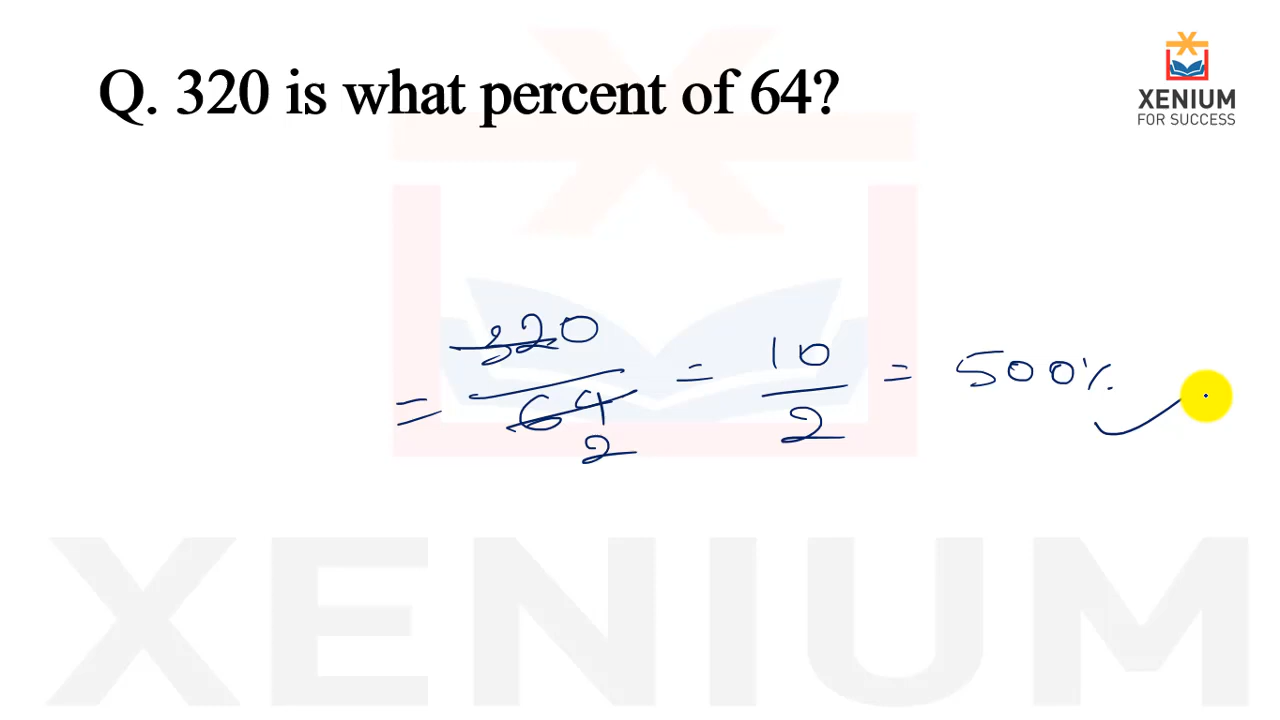 Q. 320 is what percent of 64?
XENIUM
FOR SUCCESS
= 320/64 2 = 10/2 = 500%
XENIUM